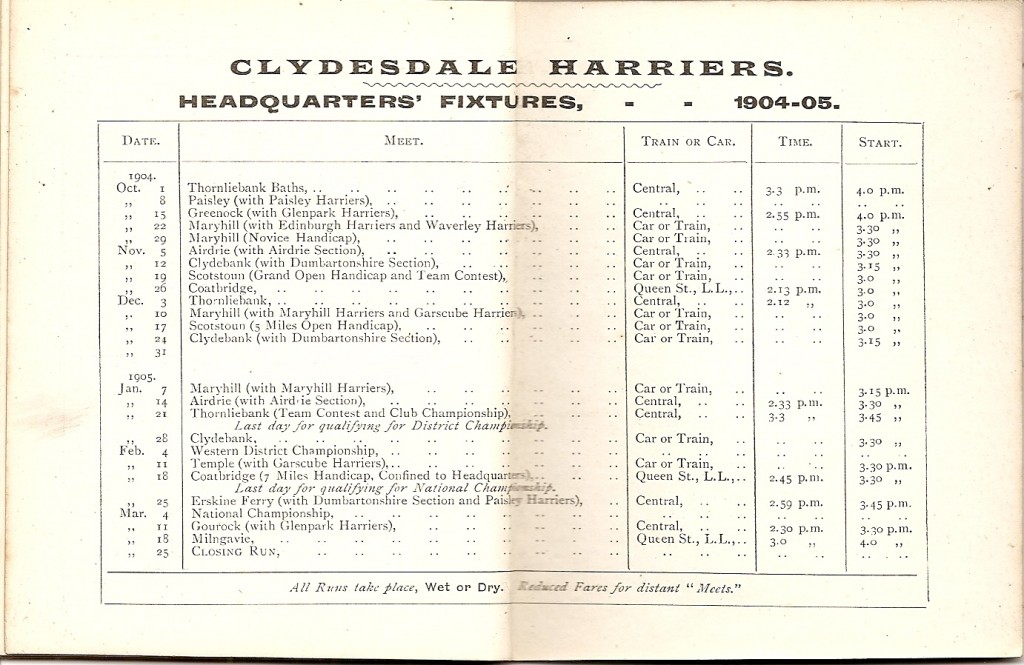 CLYDESDALE HARRIERS.
HEADQUARTERS' FIXTURES, - - 1904-05.
DATE. MEET. TRAIN OR CAR. TIME. START.
1904.
Oct. 1 Thornliebank Baths, .. .. .. .. .. .. .. .. Central, .. .. 3.3 p.m. 4.0 p.m.
,, 8 Paisley (with Paisley Harriers), .. .. .. .. .. .. .. .. .. .. .. .. ..
,, 15 Greenock (with Glenpark Harriers), .. .. .. .. .. .. Central, .. .. 2.55 p.m. 4.0 p.m.
,, 22 Maryhill (with Edinburgh Harriers and Waverley Harriers), .. .. .. Car or Train, .. .. .. 3.30 ,,
,, 29 Maryhill (Novice Handicap), .. .. .. .. .. .. .. Car or Train, .. .. .. 3.30 ,,
Nov. 5 Airdrie (with Airdrie Section), .. .. .. .. .. .. .. Central, .. .. 2.33 p.m. 3.30 ,,
,, 12 Clydebank (with Dumbartonshire Section), .. .. .. .. .. Car or Train, .. .. .. 3.15 ,,
,, 19 Scotstoun (Grand Open Handicap and Team Contest), .. .. .. .. Car or Train, .. .. .. 3.0 ,,
,, 26 Coatbridge, .. .. .. .. .. .. .. .. .. Queen St., L.L.,.. 2.13 p.m. 3.0 ,,
Dec. 3 Thornliebank, .. .. .. .. .. .. .. .. .. Central, .. .. 2.12 ,, 3.0 ,,
,, 10 Maryhill (with Maryhill Harriers and Garscube Harriers), .. .. .. Car or Train, .. .. .. 3.0 ,,
,, 17 Scotstoun (5 Miles Open Handicap), .. .. .. .. .. .. Car or Train, .. .. .. 3.0 ,,
,, 24 Clydebank (with Dumbartonshire Section), .. .. .. .. .. Car or Train, .. .. .. 3.15 ,,
,, 31
1905.
Jan. 7 Maryhill (with Maryhill Harriers), .. .. .. .. .. .. Car or Train, .. .. .. 3.15 p.m.
,, 14 Airdrie (with Airdrie Section), .. .. .. .. .. .. .. Central, .. .. 2.33 p.m. 3.30 ,,
,, 21 Thornliebank (Team Contest and Club Championship), .. .. .. .. Central, .. .. 3.3 ,, 3.45 ,,
Last day for qualifying for District Championship.
,, 28 Clydebank, .. .. .. .. .. .. .. .. .. Car or Train, .. .. .. 3.30 ,,
Feb. 4 Western District Championship, .. .. .. .. .. .. .. .. .. .. .. ..
,, 11 Temple (with Garscube Harriers),.. .. .. .. .. .. .. Car or Train, .. .. .. 3.30 p.m.
,, 18 Coatbridge (7 Miles Handicap, Confined to Headquarters),.. .. .. .. Queen St., L.L.,.. 2.45 p.m. 3.30 ,,
Last day for qualifying for National Championship.
,, 25 Erskine Ferry (with Dumbartonshire Section and Paisley Harriers), .. .. Central, .. .. 2.59 p.m. 3.45 p.m.
Mar. 4 National Championship, .. .. .. .. .. .. .. .. .. .. .. .. ..
,, 11 Gourock (with Glenpark Harriers), .. .. .. .. .. .. Central, .. .. 2.30 p.m. 3.30 p.m.
,, 18 Milngavie, .. .. .. .. .. .. .. .. .. Queen St., L.L.,.. 3.0 ,, 4.0 ,,
,, 25 CLOSING RUN, .. .. .. .. .. .. .. .. .. .. .. .. .. ..
All Runs take place, Wet or Dry. Reduced Fares for distant "Meets."